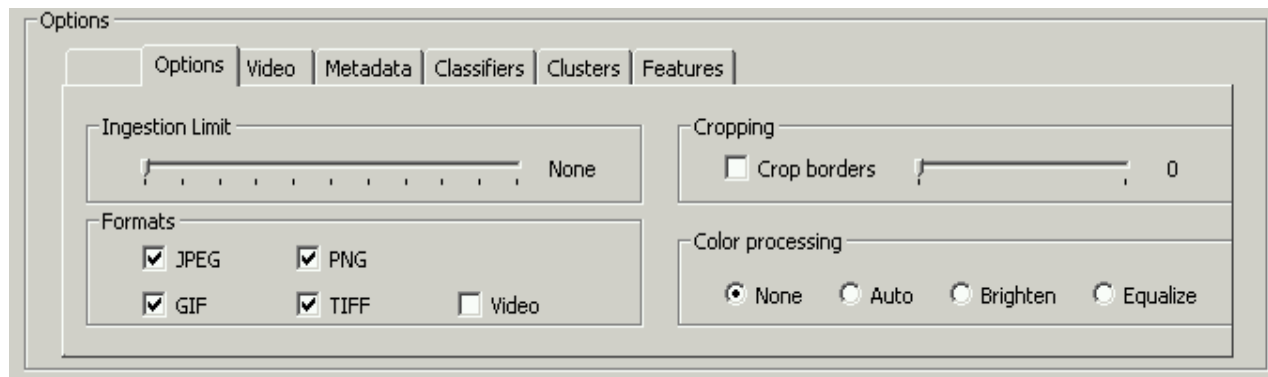 Options
Options Video Metadata Classifiers Clusters Features
Ingestion Limit
None
Cropping
Crop borders 0
Formats
JPEG PNG
GIF TIFF Video
Color processing
None Auto Brighten Equalize